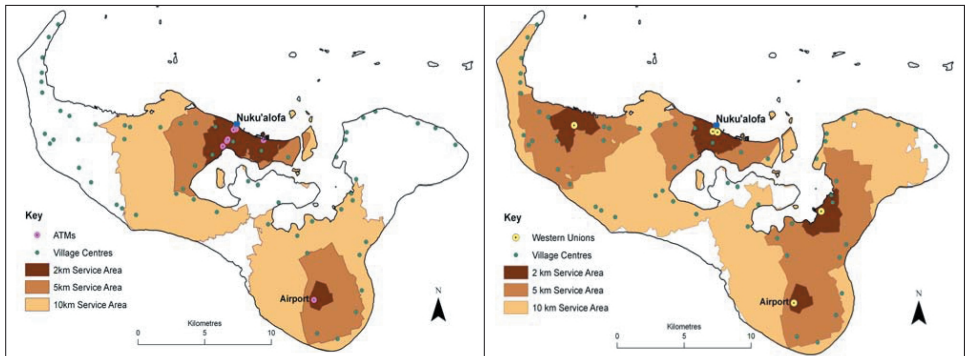 Nuku'alofa
Key
ATMs
Village Centres
2km Service Area
5km Service Area
10km Service Area
Airport
N
Kilometres
0 5 10
Nuku'alofa
Key
Western Unions
Village Centres
2 km Service Area
5 km Service Area
10 km Service Area
Airport
N
Kilometres
0 5 10